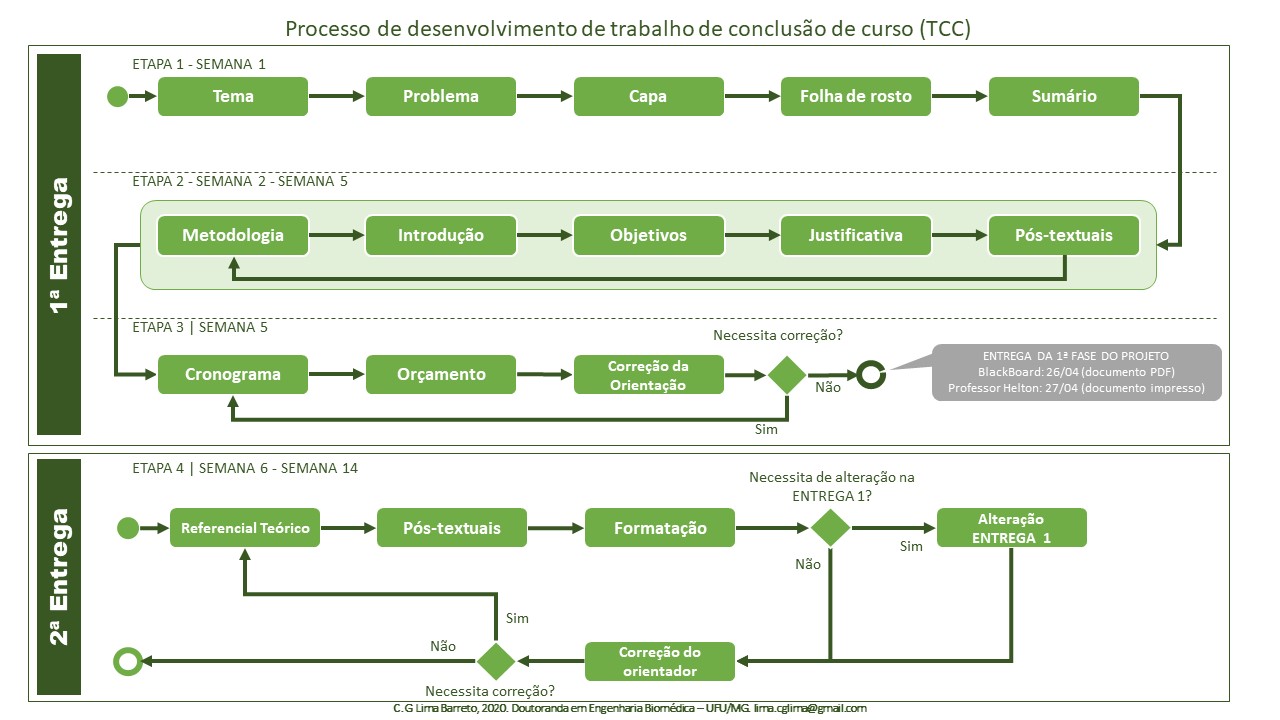 Processo de desenvolvimento de trabalho de conclusão de curso (TCC)
1ª Entrega
ETAPA 1 - SEMANA 1
Tema
Problema
Capa
Folha de rosto
Sumário
ETAPA 2 - SEMANA 2 - SEMANA 5
Metodologia
Introdução
Objetivos
Justificativa
Pós-textuais
ETAPA 3 | SEMANA 5
Necessita correção?
Cronograma
Orçamento
Correção da
Orientação
Não
Sim
ENTREGA DA 1ª FASE DO PROJETO
BlackBoard: 26/04 (documento PDF)
Professor Helton: 27/04 (documento impresso)
2ª Entrega
ETAPA 4 | SEMANA 6 - SEMANA 14
Necessita de alteração na
ENTREGA 1?
Referencial Teórico
Pós-textuais
Formatação
Sim
Alteração
ENTREGA 1
Não
Sim
Não
Correção do
orientador
Necessita correção?
C. G Lima Barreto, 2020. Doutoranda em Engenharia Biomédica – UFU/MG. lima.cglima@gmail.com